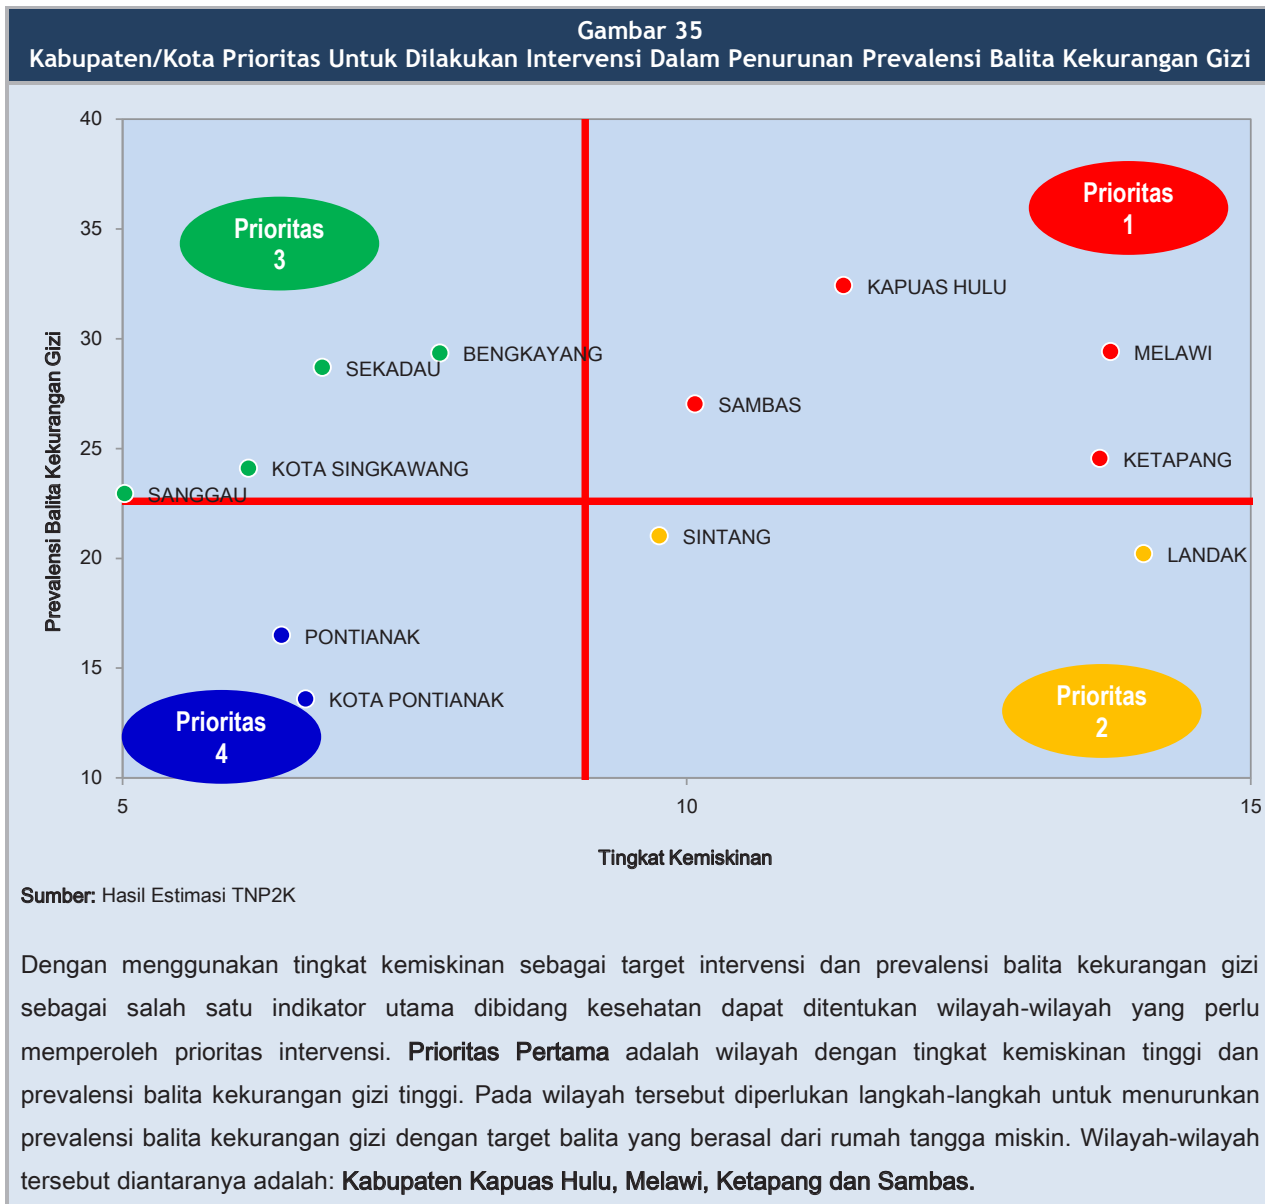 Gambar 35
Kabupaten/Kota Prioritas Untuk Dilakukan Intervensi Dalam Penurunan Prevalensi Balita Kekurangan Gizi
40
35
30
25
20
15
10
Prevalensi Balita Kekurangan Gizi
Prioritas
1
Prioritas
3
KAPUAS HULU
BENGKAYANG
MELAWI
SEKADAU
SAMBAS
KETAPANG
KOTA SINGKAWANG
SANGGAU
SINTANG
LANDAK
PONTIANAK
KOTA PONTIANAK
Prioritas
2
Prioritas
4
5
10
15
Tingkat Kemiskinan
Sumber: Hasil Estimasi TNP2K
Dengan menggunakan tingkat kemiskinan sebagai target intervensi dan prevalensi balita kekurangan gizi
sebagai salah satu indikator utama dibidang kesehatan dapat ditentukan wilayah-wilayah yang perlu
memperoleh prioritas intervensi. Prioritas Pertama adalah wilayah dengan tingkat kemiskinan tinggi dan
prevalensi balita kekurangan gizi tinggi. Pada wilayah tersebut diperlukan langkah-langkah untuk menurunkan
prevalensi balita kekurangan gizi dengan target balita yang berasal dari rumah tangga miskin. Wilayah-wilayah
tersebut diantaranya adalah: Kabupaten Kapuas Hulu, Melawi, Ketapang dan Sambas.